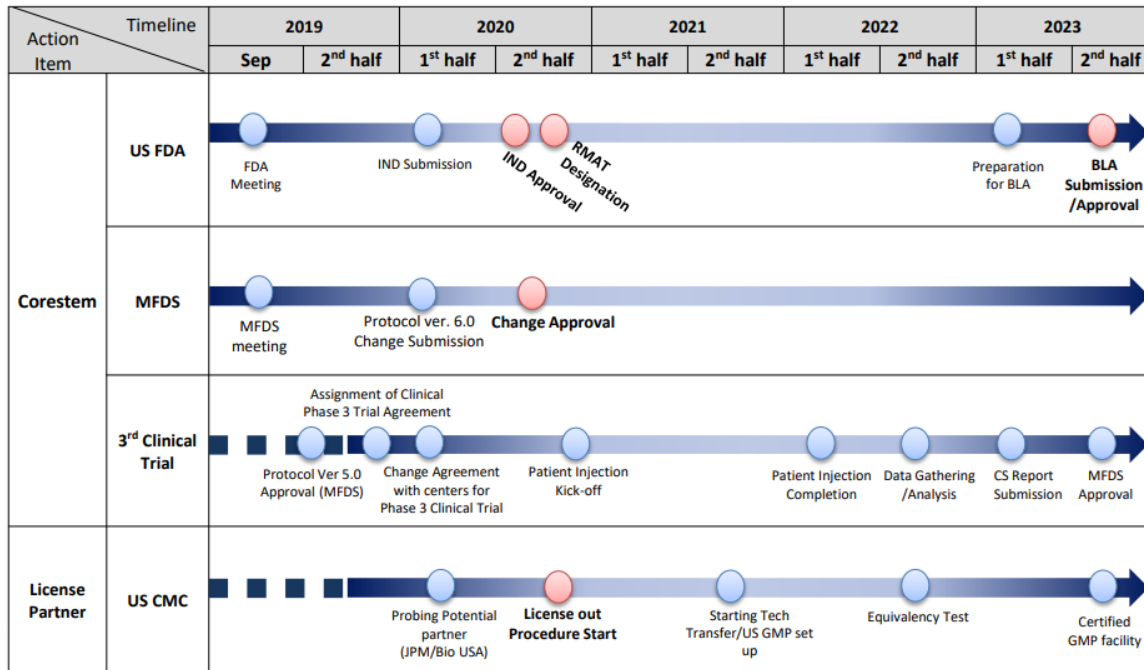 Timeline
Action
Item
2019
2020
2021
2022
2023
Sep
2nd half
1st half
2nd half
1st half
2nd half
1st half
2nd half
1st half
2nd half
Corestem
US FDA
FDA
Meeting
IND Submission
IND Approval
RMAT
Designation
Preparation
for BLA
BLA
Submission
/Approval
MFDS
MFDS
meeting
Protocol ver. 6.0
Change Submission
Change Approval
3rd Clinical
Trial
Assignment of Clinical
Phase 3 Trial Agreement
Protocol Ver 5.0
Approval (MFDS)
Change Agreement
with centers for
Phase 3 Clinical Trial
Patient Injection
Kick-off
Patient Injection
Completion
Data Gathering
/Analysis
CS Report
Submission
MFDS
Approval
License
Partner
US CMC
Probing Potential
partner
(JPM/Bio USA)
License out
Procedure Start
Starting Tech
Transfer/US GMP set
up
Equivalency Test
Certified
GMP facility